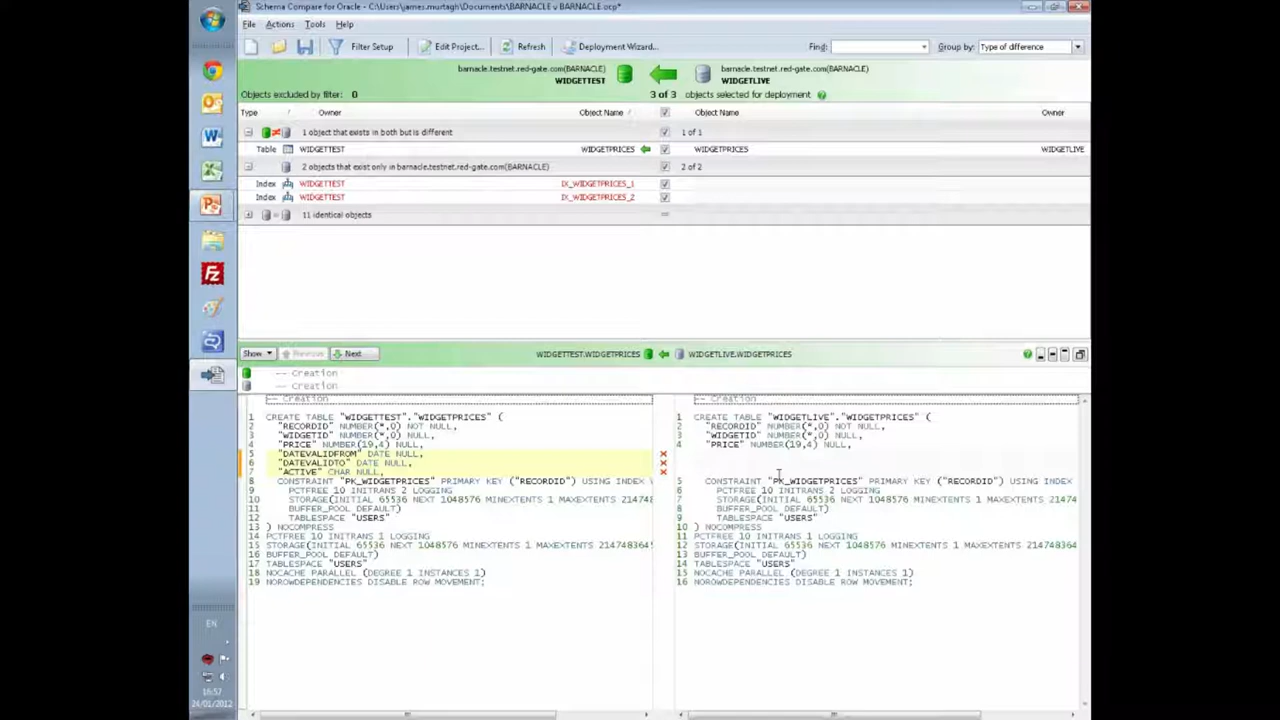 Schema Compare for Oracle - C:\Users\james.murtagh\Documents\BARNACLE v BARNACLE.ocp*
File Actions Tools Help
Filter Setup Edit Project... Refresh Deployment Wizard... Find: Group by: Type of difference
barnacle.testnet.red-gate.com(BARNACLE) barnacle.testnet.red-gate.com(BARNACLE)
WIDGETTEST WIDGETLIVE
Objects excluded by filter: 0 3 of 3 objects selected for deployment
Type Owner Object Name Object Name Owner
1 object that exists in both but is different 1 of 1
Table WIDGETTEST WIDGETPRICES WIDGETPRICES WIDGETLIVE
2 objects that exist only in barnacle.testnet.red-gate.com(BARNACLE) 2 of 2
Index WIDGETTEST IX_WIDGETPRICES_1
Index WIDGETTEST IX_WIDGETPRICES_2
11 identical objects
Show Previous Next WIDGETTEST.WIDGETPRICES WIDGETLIVE.WIDGETPRICES
-- Creation
-- Creation
-- Creation
1 CREATE TABLE "WIDGETTEST"."WIDGETPRICES" (
2 "RECORDID" NUMBER(*,0) NOT NULL,
3 "WIDGETID" NUMBER(*,0) NULL,
4 "PRICE" NUMBER(19,4) NULL,
5 "DATEVALIDFROM" DATE NULL,
6 "DATEVALIDTO" DATE NULL,
7 "ACTIVE" CHAR NULL,
8 CONSTRAINT "PK_WIDGETPRICES" PRIMARY KEY ("RECORDID") USING INDEX
9 PCTFREE 10 INITRANS 2 LOGGING
10 STORAGE(INITIAL 65536 NEXT 1048576 MINEXTENTS 1 MAXEXTENTS 21474
11 BUFFER_POOL DEFAULT)
12 TABLESPACE "USERS"
13 ) NOCOMPRESS
14 PCTFREE 10 INITRANS 1 LOGGING
15 STORAGE(INITIAL 65536 NEXT 1048576 MINEXTENTS 1 MAXEXTENTS 214748364
16 BUFFER_POOL DEFAULT)
17 TABLESPACE "USERS"
18 NOCACHE PARALLEL (DEGREE 1 INSTANCES 1)
19 NOROWDEPENDENCIES DISABLE ROW MOVEMENT;
-- Creation
1 CREATE TABLE "WIDGETLIVE"."WIDGETPRICES" (
2 "RECORDID" NUMBER(*,0) NOT NULL,
3 "WIDGETID" NUMBER(*,0) NULL,
4 "PRICE" NUMBER(19,4) NULL,
5 CONSTRAINT "PK_WIDGETPRICES" PRIMARY KEY ("RECORDID") USING INDEX
6 PCTFREE 10 INITRANS 2 LOGGING
7 STORAGE(INITIAL 65536 NEXT 1048576 MINEXTENTS 1 MAXEXTENTS 21474
8 BUFFER_POOL DEFAULT)
9 TABLESPACE "USERS"
10 ) NOCOMPRESS
11 PCTFREE 10 INITRANS 1 LOGGING
12 STORAGE(INITIAL 65536 NEXT 1048576 MINEXTENTS 1 MAXEXTENTS 214748364
13 BUFFER_POOL DEFAULT)
14 TABLESPACE "USERS"
15 NOCACHE PARALLEL (DEGREE 1 INSTANCES 1)
16 NOROWDEPENDENCIES DISABLE ROW MOVEMENT;
EN
16:57
24/01/2012